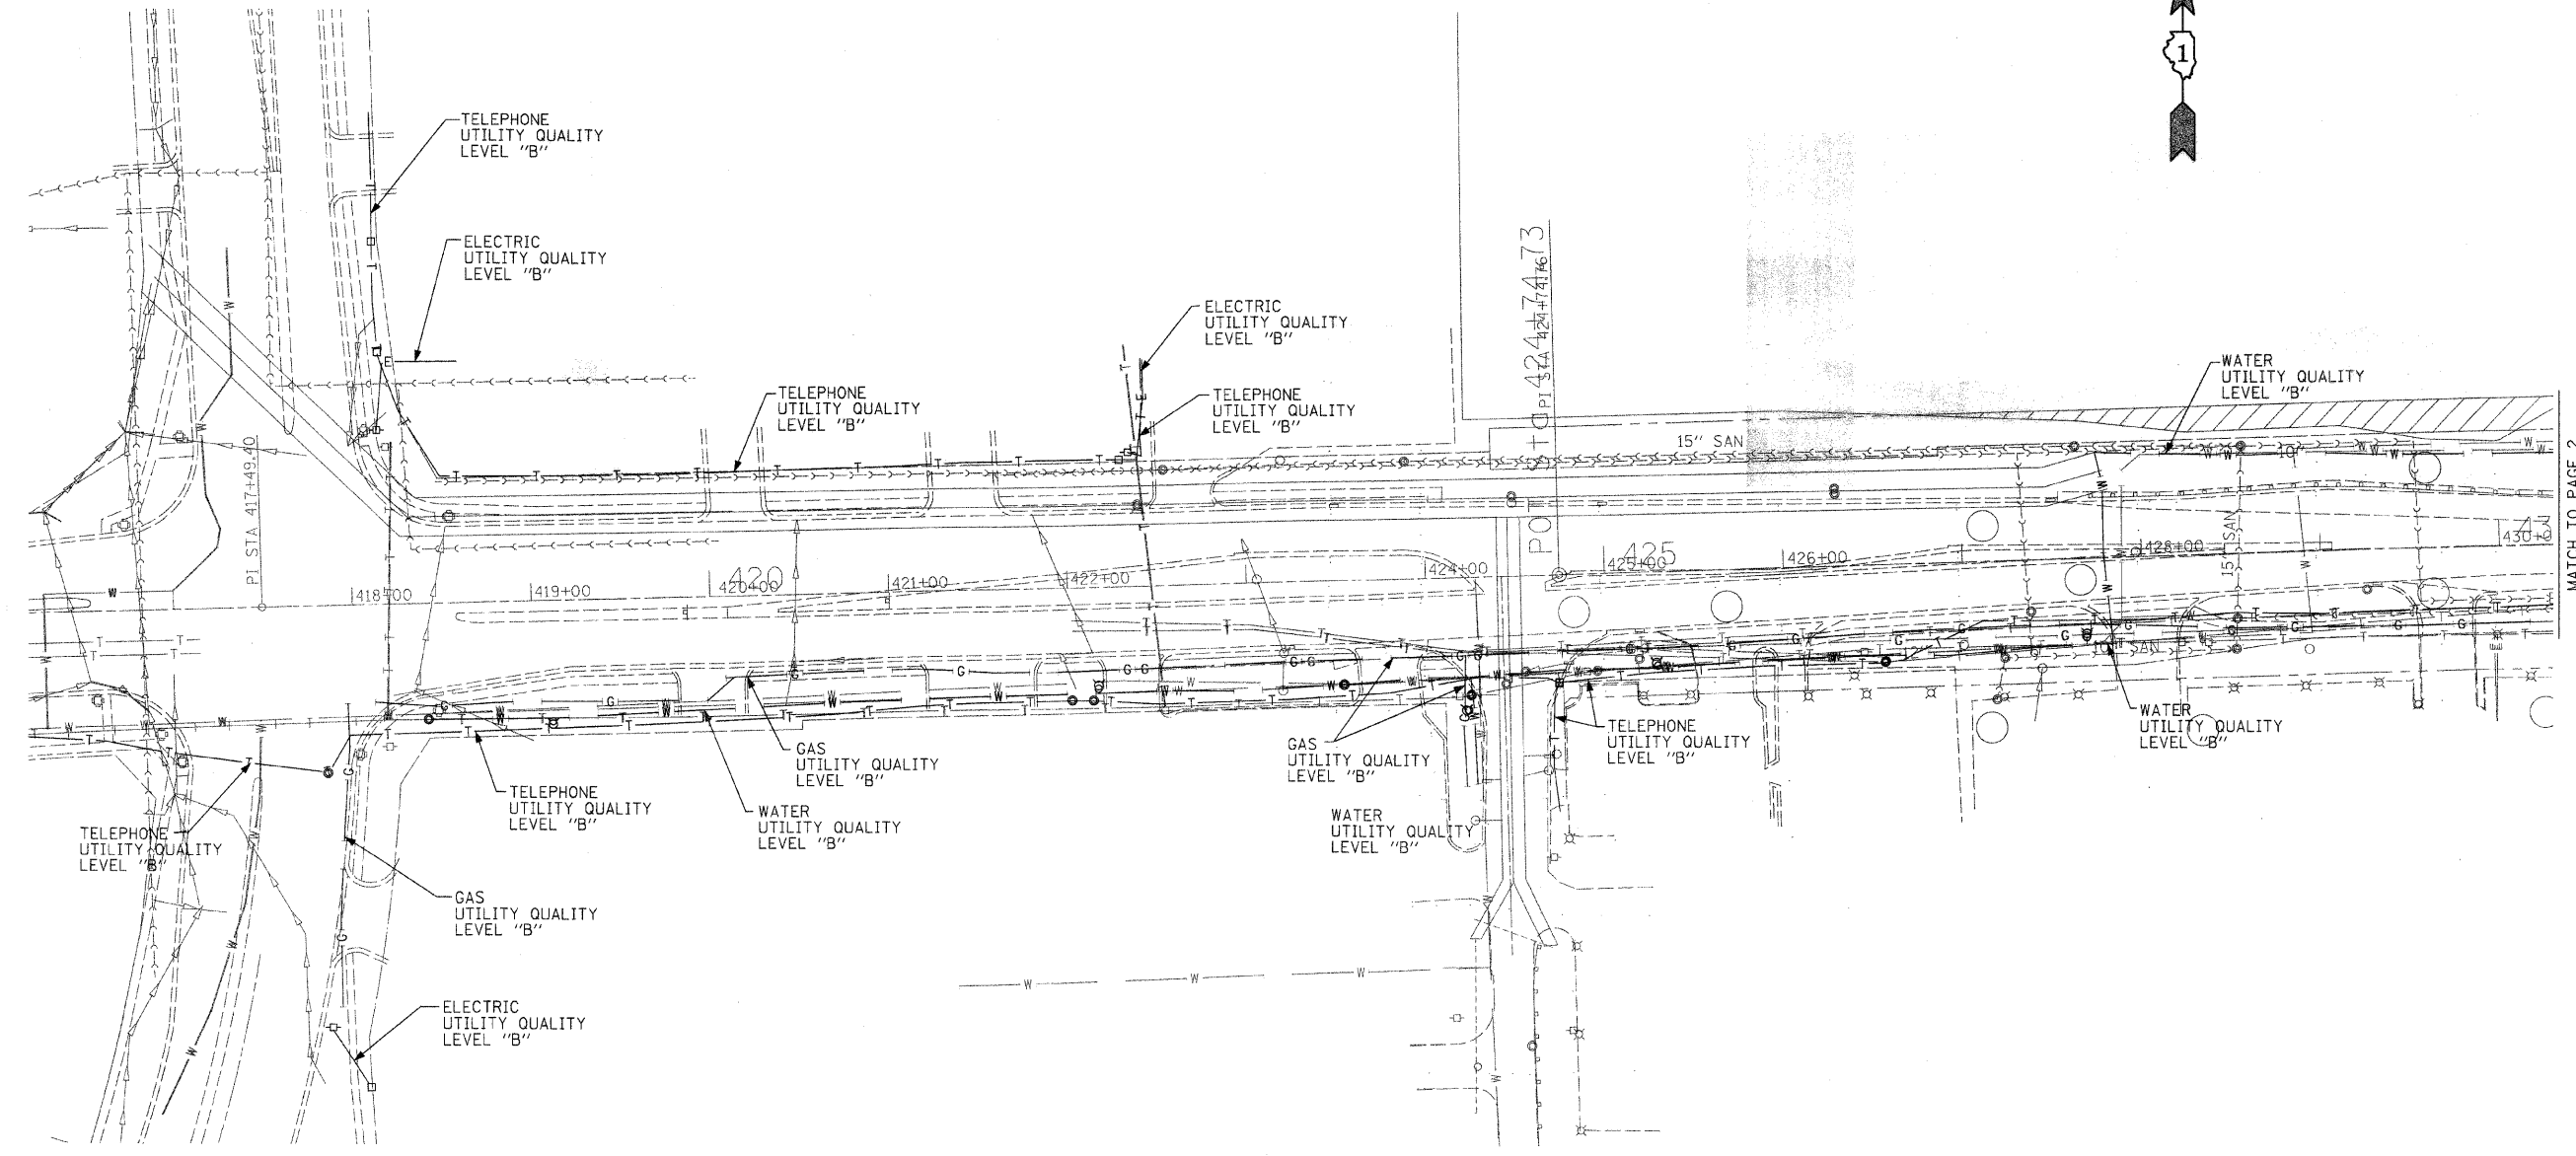 1
TELEPHONE
UTILITY QUALITY
LEVEL "B"
ELECTRIC
UTILITY QUALITY
LEVEL "B"
ELECTRIC
UTILITY QUALITY
LEVEL "B"
TELEPHONE
UTILITY QUALITY
LEVEL "B"
TELEPHONE
UTILITY QUALITY
LEVEL "B"
WATER
UTILITY QUALITY
LEVEL "B"
15" SAN
10"
PI STA 417+49.40
POT Sta 424+74.73
MATCH TO PAGE 2
15" SAN
418+00
419+00
420
420+00
421+00
422+00
424+00
425
425+00
426+00
428+00
43
430+0
SAN
GAS
UTILITY QUALITY
LEVEL "B"
GAS
UTILITY QUALITY
LEVEL "B"
TELEPHONE
UTILITY QUALITY
LEVEL "B"
WATER
UTILITY QUALITY
LEVEL "B"
TELEPHONE
UTILITY QUALITY
LEVEL "B"
WATER
UTILITY QUALITY
LEVEL "B"
WATER
UTILITY QUALITY
LEVEL "B"
TELEPHONE
UTILITY QUALITY
LEVEL "B"
GAS
UTILITY QUALITY
LEVEL "B"
ELECTRIC
UTILITY QUALITY
LEVEL "B"